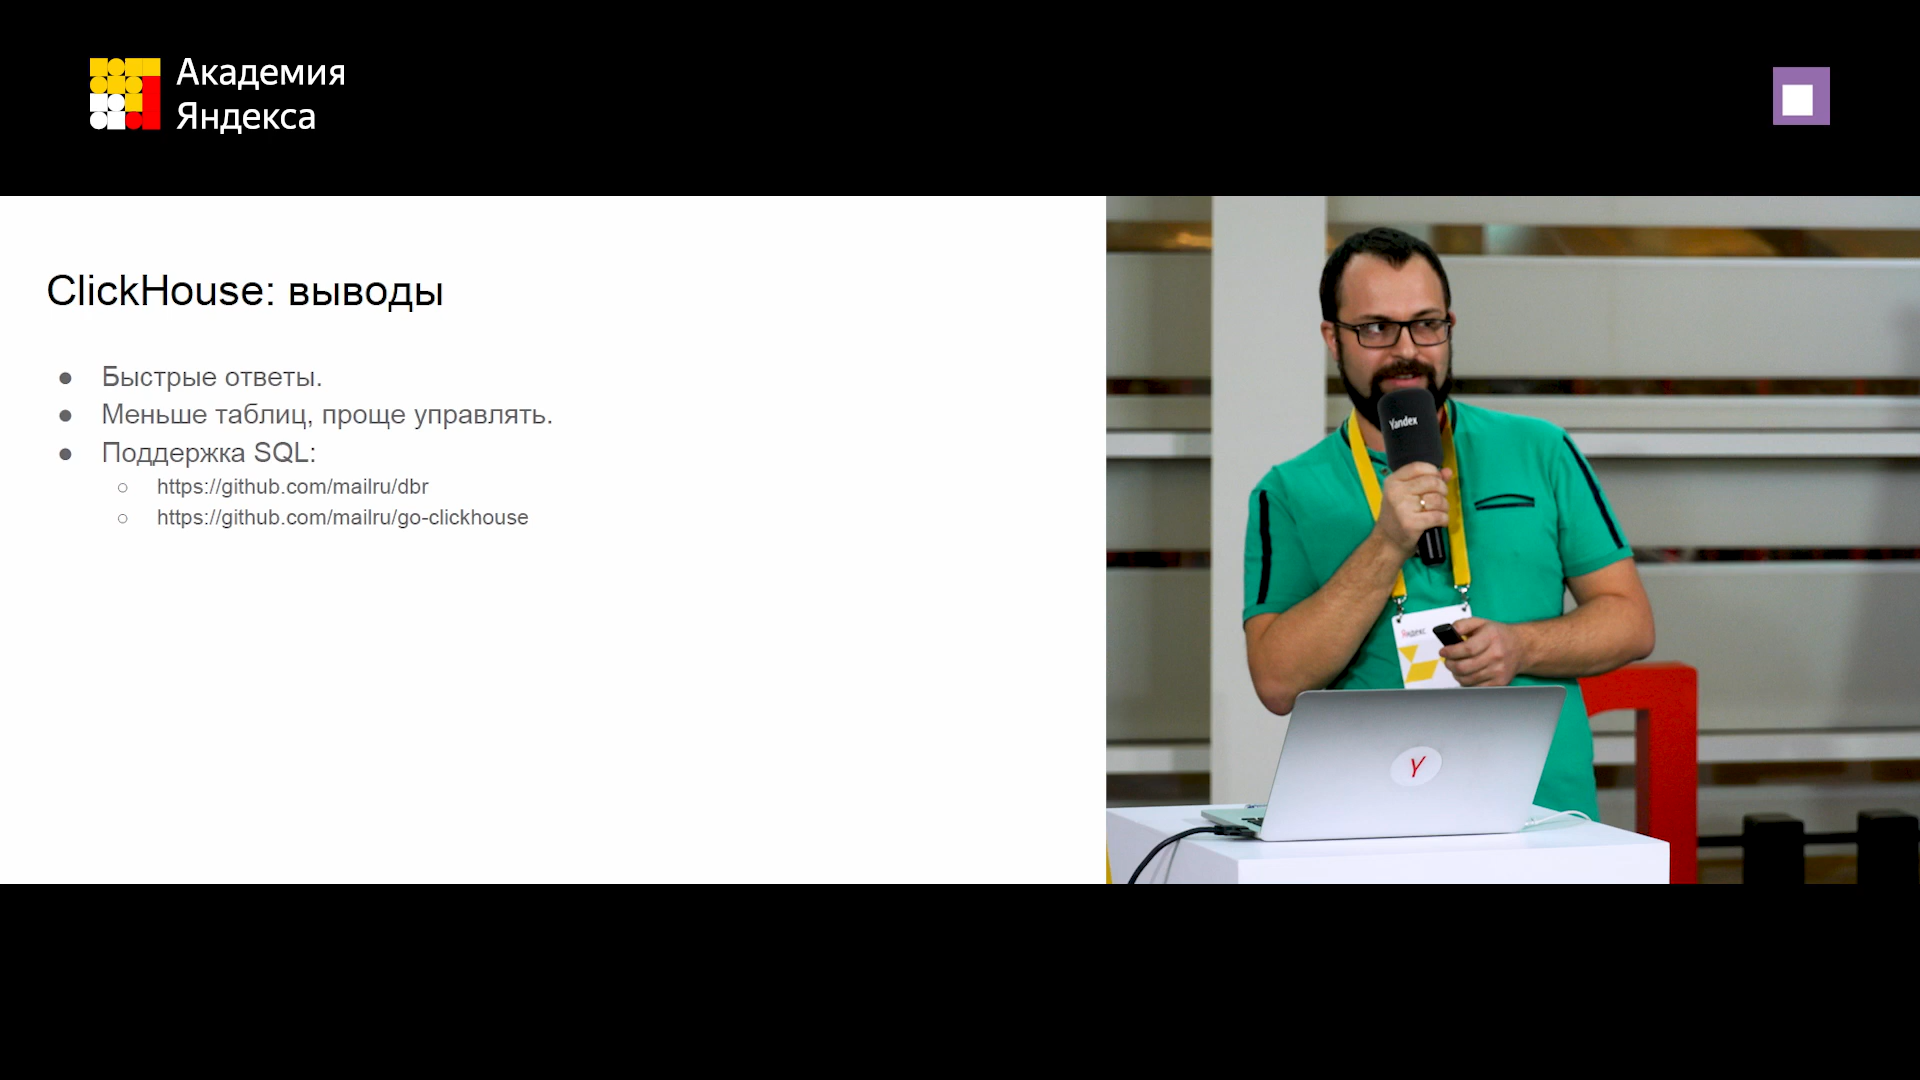 Академия
Яндекса
ClickHouse: выводы
● Быстрые ответы.
● Меньше таблиц, проще управлять.
● Поддержка SQL:
○ https://github.com/mailru/dbr
○ https://github.com/mailru/go-clickhouse
Yandex
Яндекс
Y